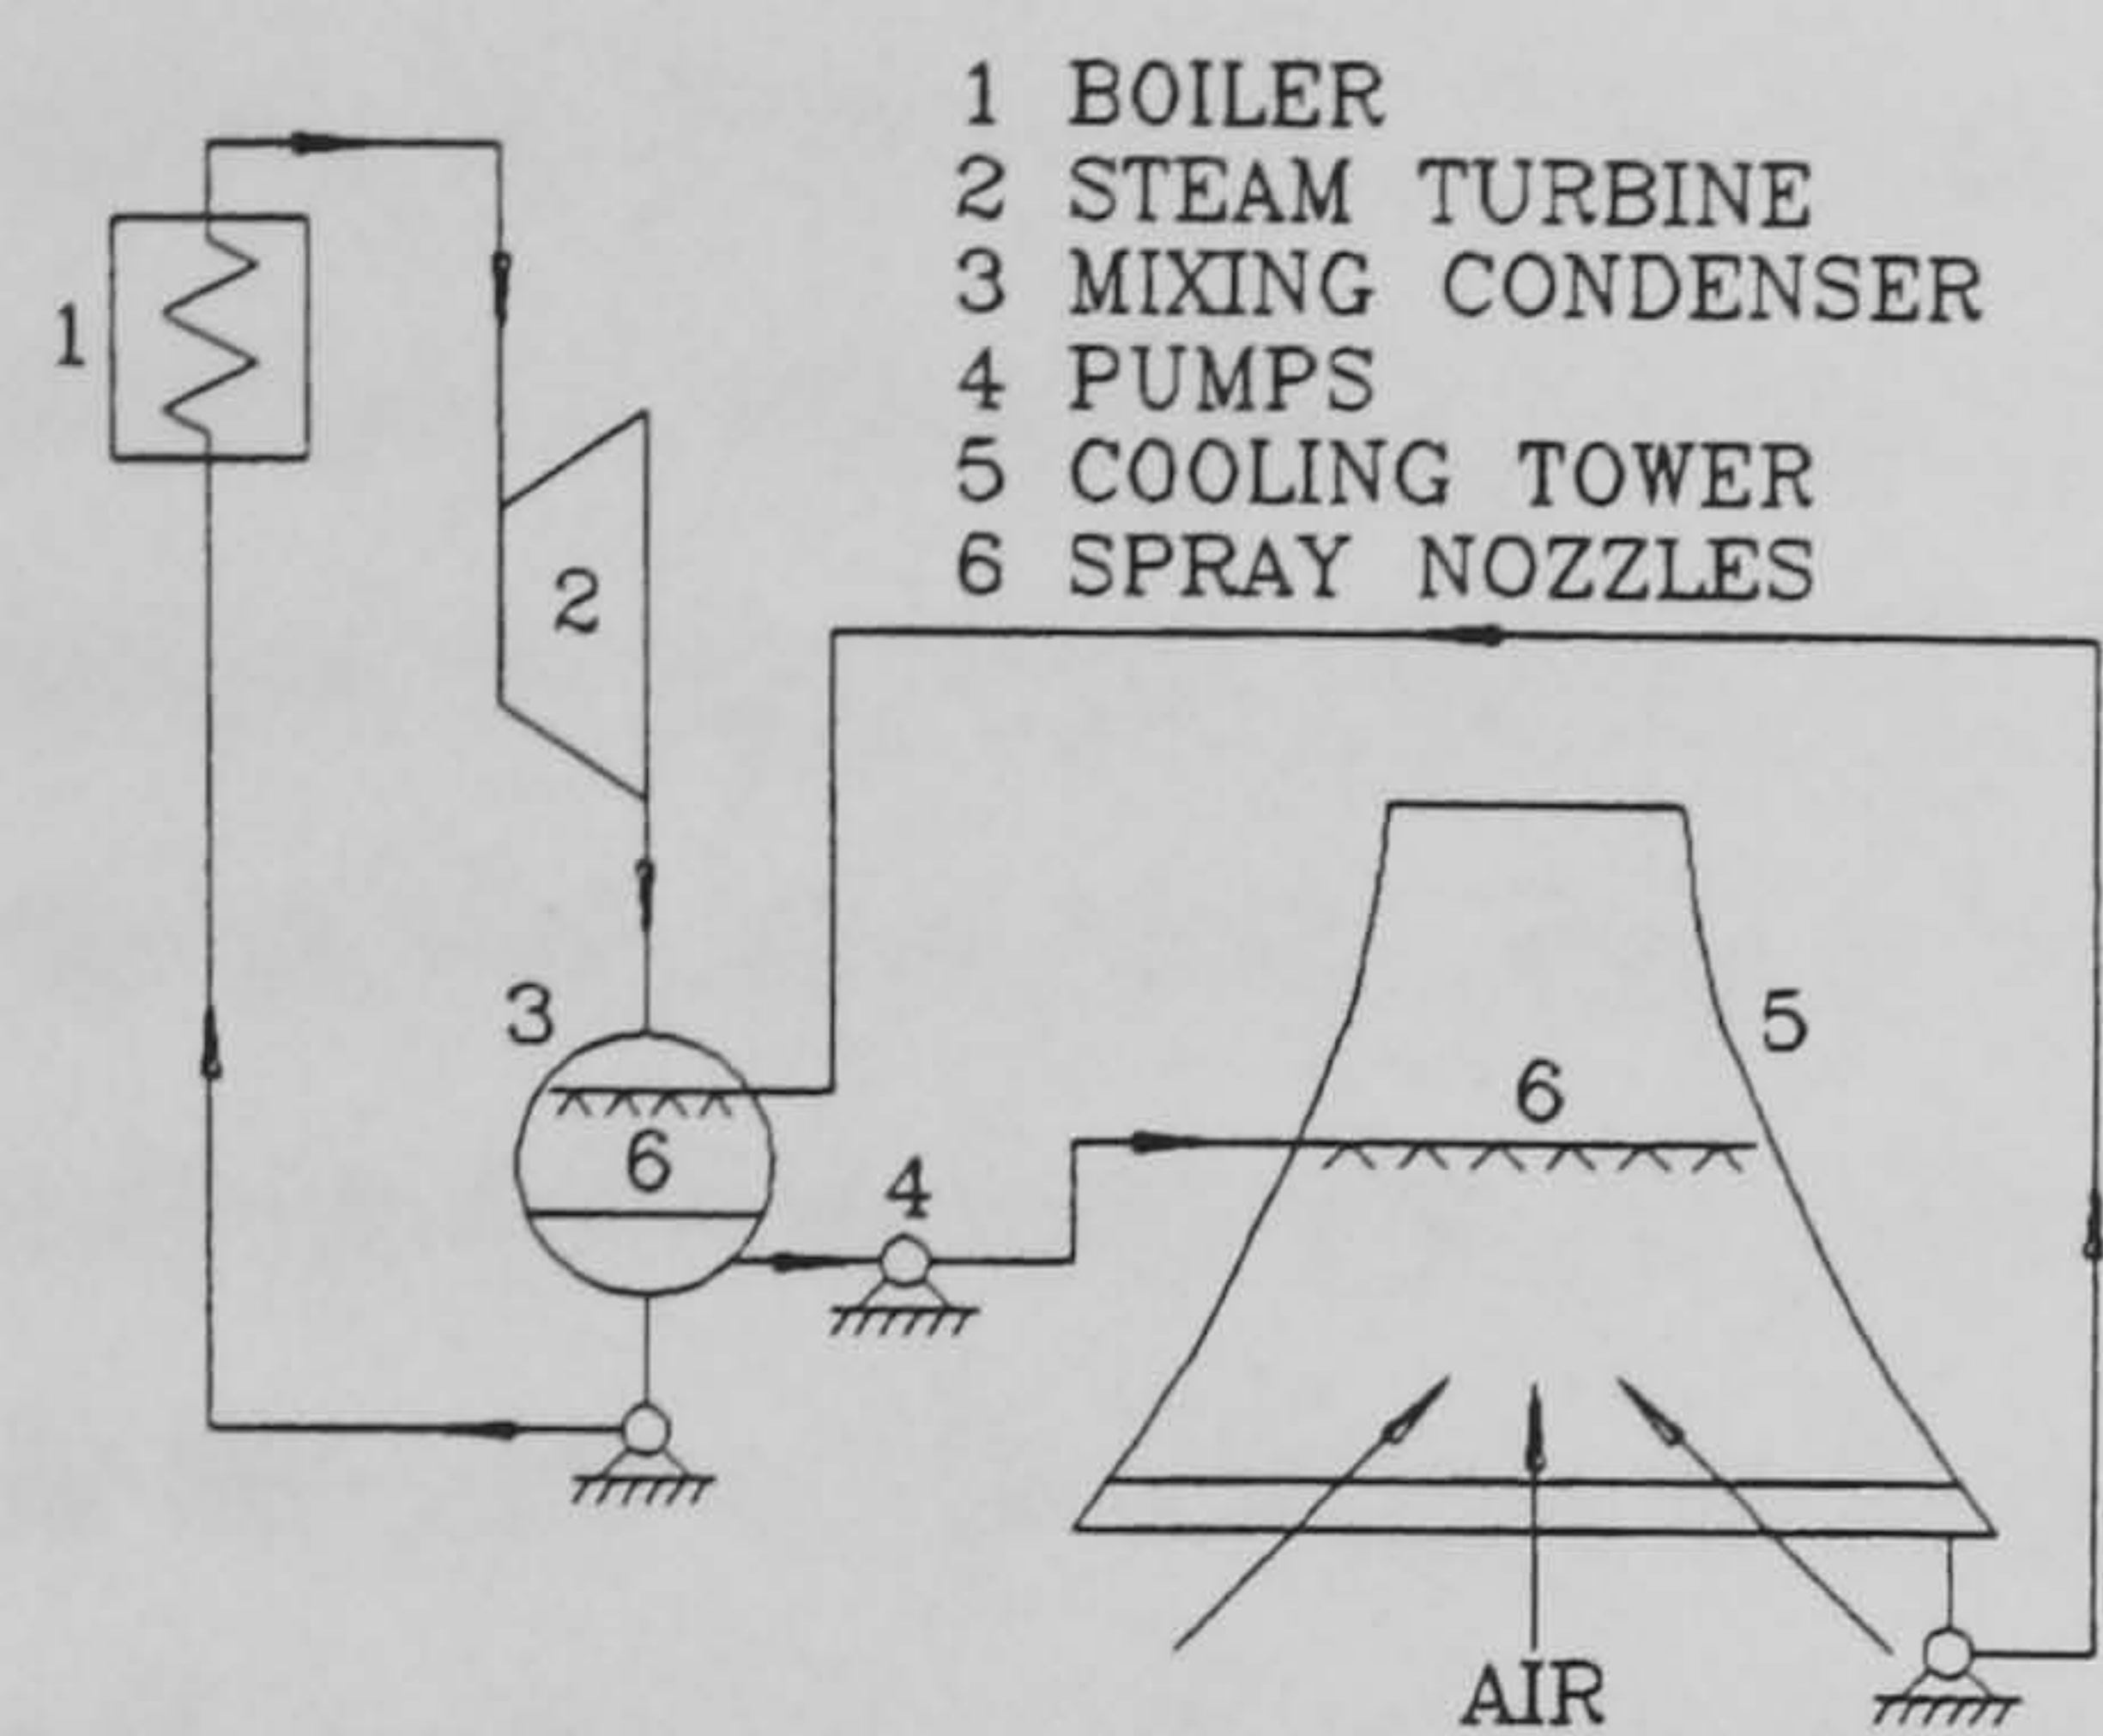 1 BOILER
2 STEAM TURBINE
3 MIXING CONDENSER
4 PUMPS
5 COOLING TOWER
6 SPRAY NOZZLES
1
2
3
5
6
6
4
AIR